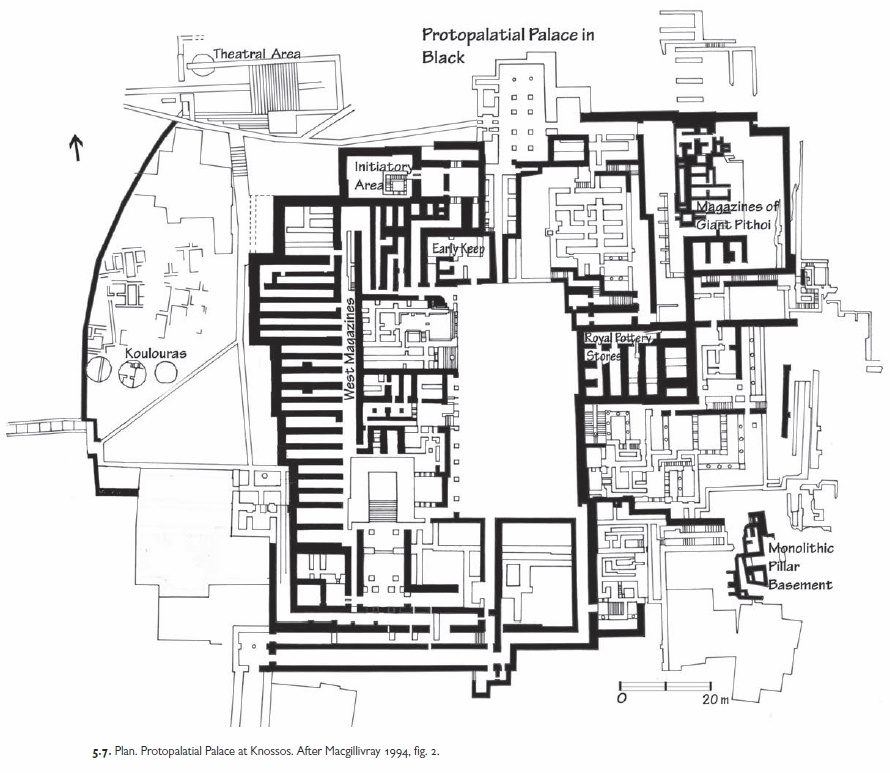 Protopalatial Palace in
Black
Theatral Area
Initiatory
Area
Magazines of
Giant Pithoi
Early Keep
West Magazines
Royal Pottery
Stores
Koulouras
Monolithic
Pillar
Basement
0
20 m
5.7. Plan. Protopalatial Palace at Knossos. After Macgillivray 1994, fig. 2.